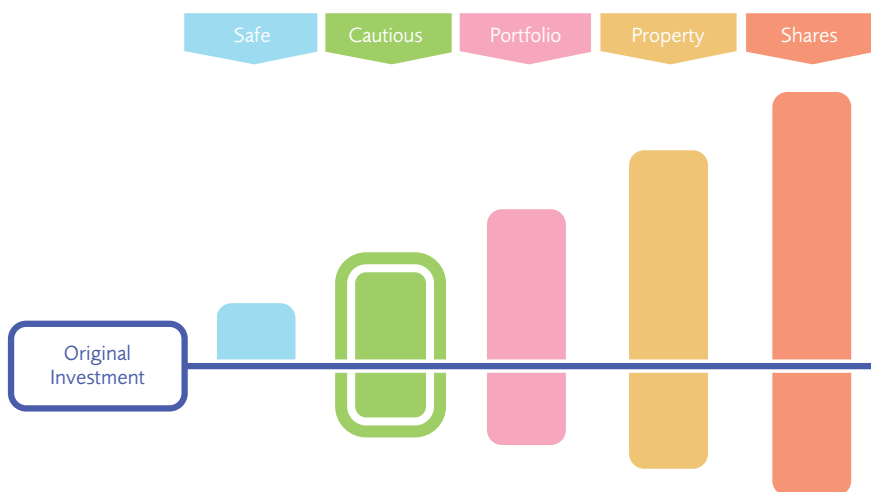 Safe
Cautious
Portfolio
Property
Shares
Original
Investment